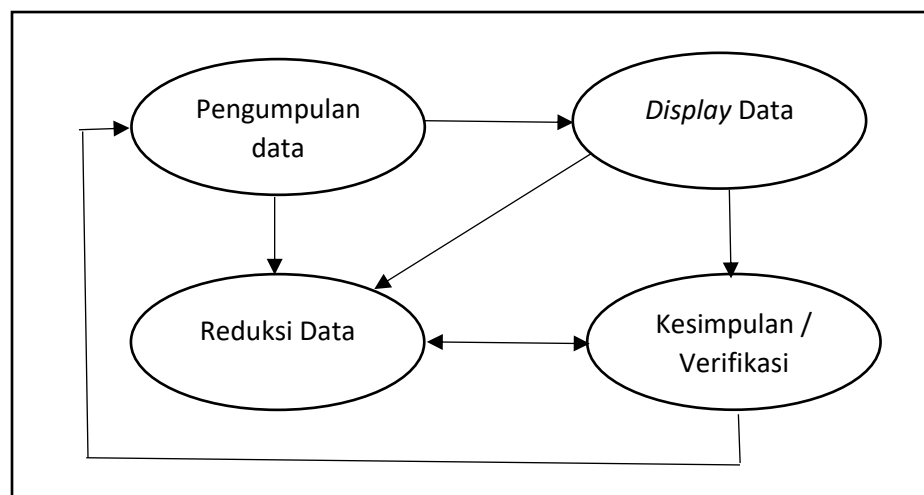 Pengumpulan
data
Display Data
Reduksi Data
Kesimpulan /
Verifikasi